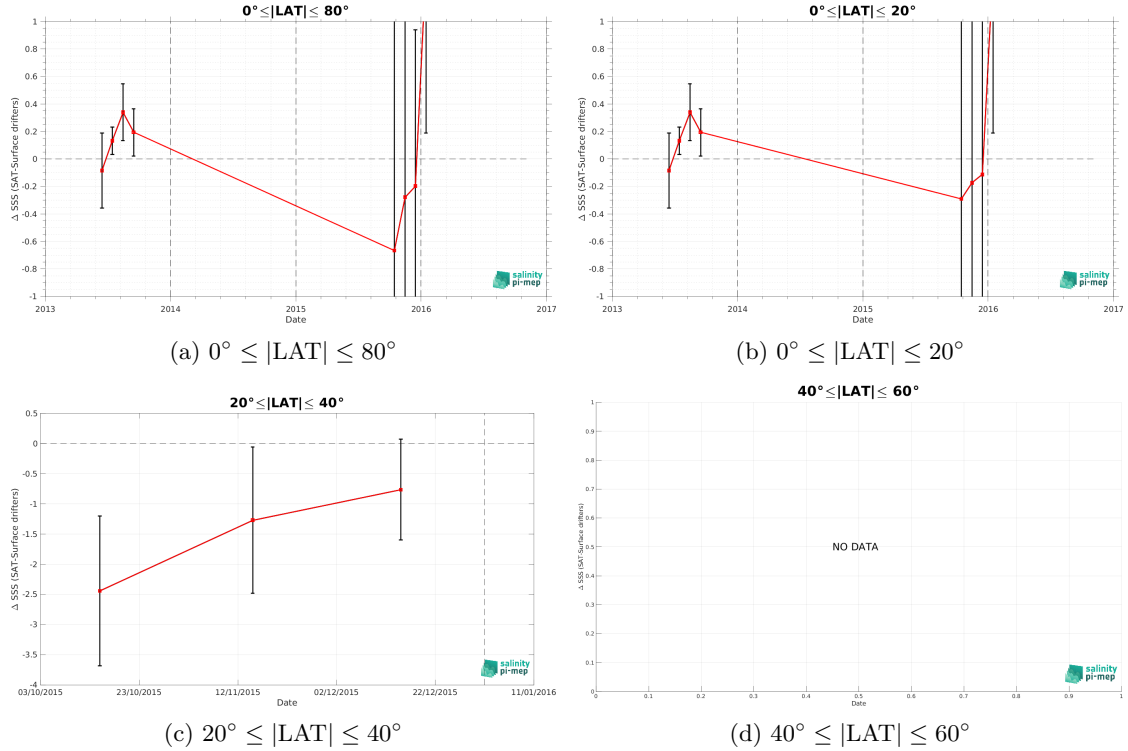 0°≤|LAT|≤ 80°
1
0.8
0.6
0.4
0.2
0
-0.2
-0.4
-0.6
-0.8
-1
Δ SSS (SAT-Surface drifters)
2013 2014 2015 2016 2017
Date
salinity
pi-mep
(a) 0° ≤ |LAT| ≤ 80°
0°≤|LAT|≤ 20°
1
0.8
0.6
0.4
0.2
0
-0.2
-0.4
-0.6
-0.8
-1
Δ SSS (SAT-Surface drifters)
2013 2014 2015 2016 2017
Date
salinity
pi-mep
(b) 0° ≤ |LAT| ≤ 20°
20°≤|LAT|≤ 40°
0.5
0
-0.5
-1
-1.5
-2
-2.5
-3
-3.5
-4
Δ SSS (SAT-Surface drifters)
03/10/2015 23/10/2015 12/11/2015 02/12/2015 22/12/2015 11/01/2016
Date
salinity
pi-mep
(c) 20° ≤ |LAT| ≤ 40°
40°≤|LAT|≤ 60°
1
0.9
0.8
0.7
0.6
0.5
0.4
0.3
0.2
0.1
0
Δ SSS (SAT-Surface drifters)
NO DATA
0 0.1 0.2 0.3 0.4 0.5 0.6 0.7 0.8 0.9 1
Date
salinity
pi-mep
(d) 40° ≤ |LAT| ≤ 60°